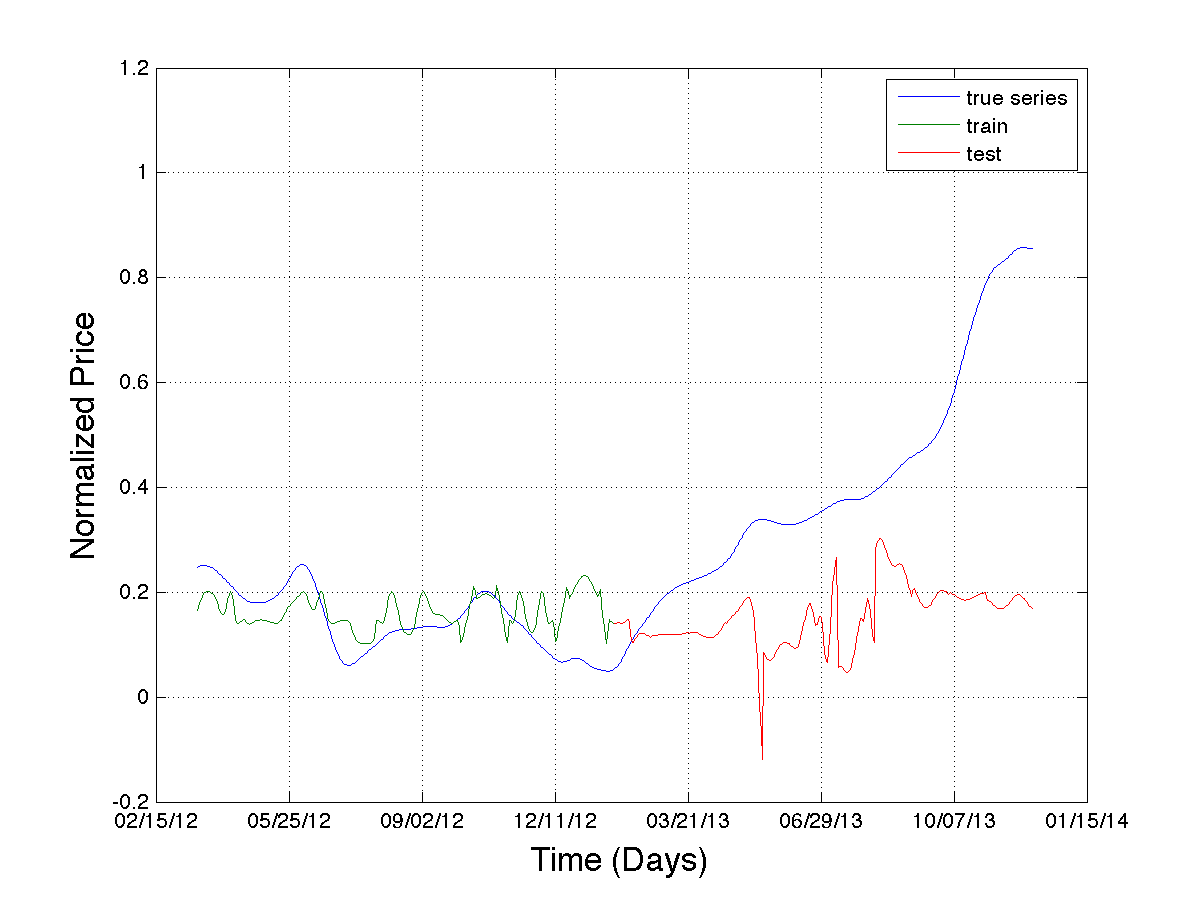 1.2
1
0.8
0.6
0.4
0.2
0
-0.2
Normalized Price
true series
train
test
02/15/12 05/25/12 09/02/12 12/11/12 03/21/13 06/29/13 10/07/13 01/15/14
Time (Days)